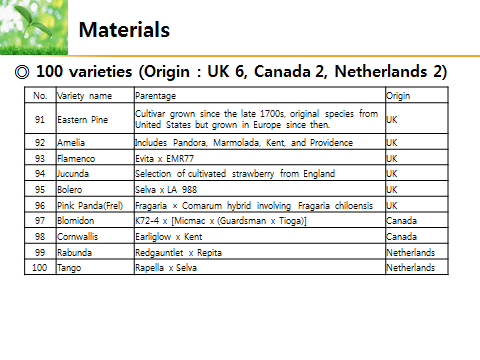 Materials
◎ 100 varieties (Origin : UK 6, Canada 2, Netherlands 2)
No. Variety name Parentage Origin
91 Eastern Pine Cultivar grown since the late 1700s, original species from United States but grown in Europe since then. UK
92 Amelia Includes Pandora, Marmolada, Kent, and Providence UK
93 Flamenco Evita x EMR77 UK
94 Jucunda Selection of cultivated strawberry from England UK
95 Bolero Selva x LA 988 UK
96 Pink Panda(Frel) Fragaria × Comarum hybrid involving Fragaria chiloensis UK
97 Blomidon K72-4 x [Micmac x (Guardsman x Tioga)] Canada
98 Cornwallis Earliglow x Kent Canada
99 Rabunda Redgauntlet x Repita Netherlands
100 Tango Rapella x Selva Netherlands